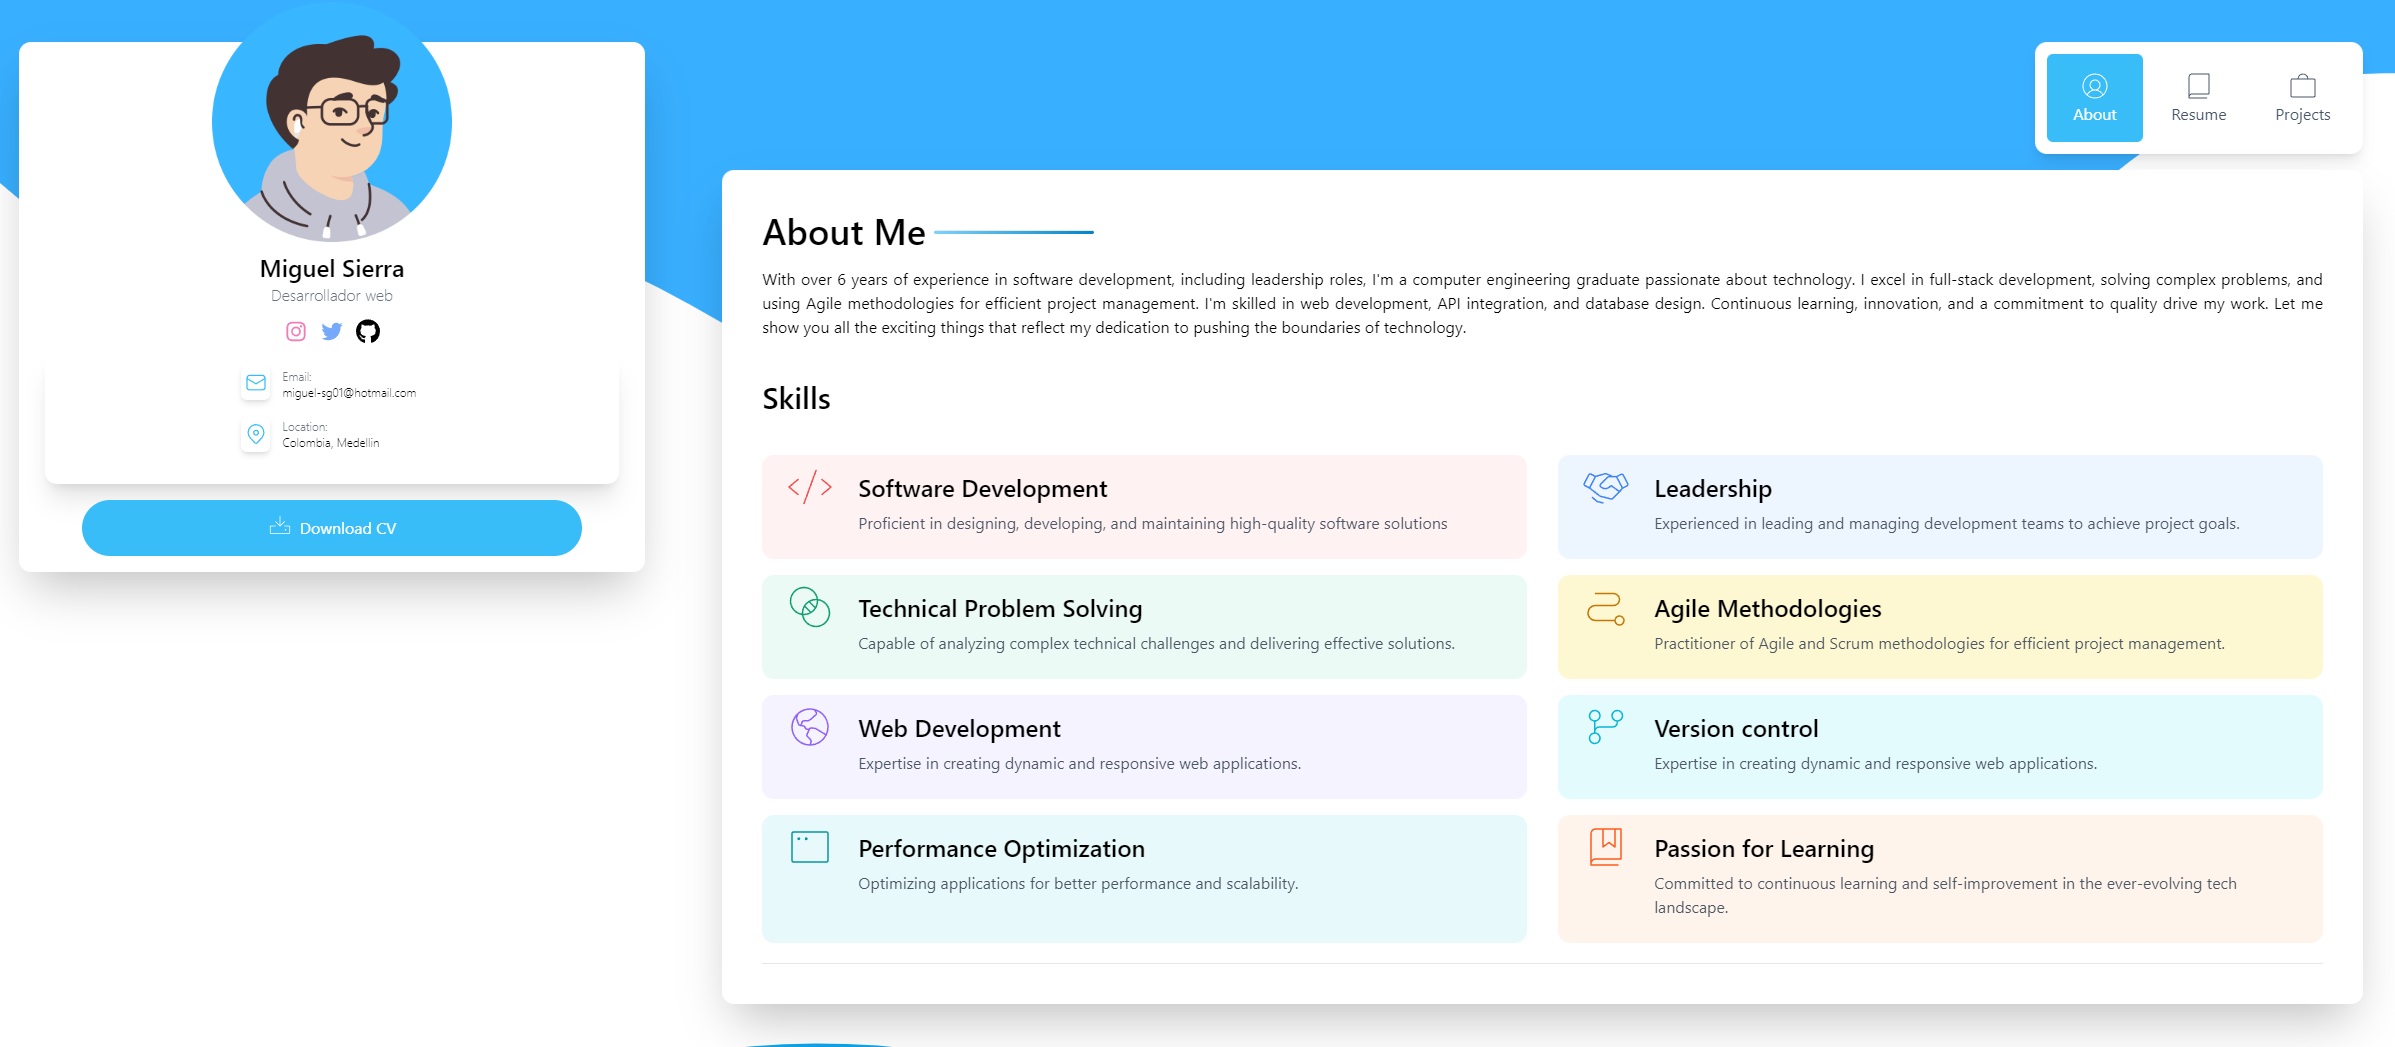 Miguel Sierra
Desarrollador web
Email:
miguel-sg01@hotmail.com
Location:
Colombia, Medellin
Download CV
About
Resume
Projects
About Me
With over 6 years of experience in software development, including leadership roles, I'm a computer engineering graduate passionate about technology. I excel in full-stack development, solving complex problems, and
using Agile methodologies for efficient project management. I'm skilled in web development, API integration, and database design. Continuous learning, innovation, and a commitment to quality drive my work. Let me
show you all the exciting things that reflect my dedication to pushing the boundaries of technology.
Skills
Software Development
Proficient in designing, developing, and maintaining high-quality software solutions
Leadership
Experienced in leading and managing development teams to achieve project goals.
Technical Problem Solving
Capable of analyzing complex technical challenges and delivering effective solutions.
Agile Methodologies
Practitioner of Agile and Scrum methodologies for efficient project management.
Web Development
Expertise in creating dynamic and responsive web applications.
Version control
Expertise in creating dynamic and responsive web applications.
Performance Optimization
Optimizing applications for better performance and scalability.
Passion for Learning
Committed to continuous learning and self-improvement in the ever-evolving tech
landscape.